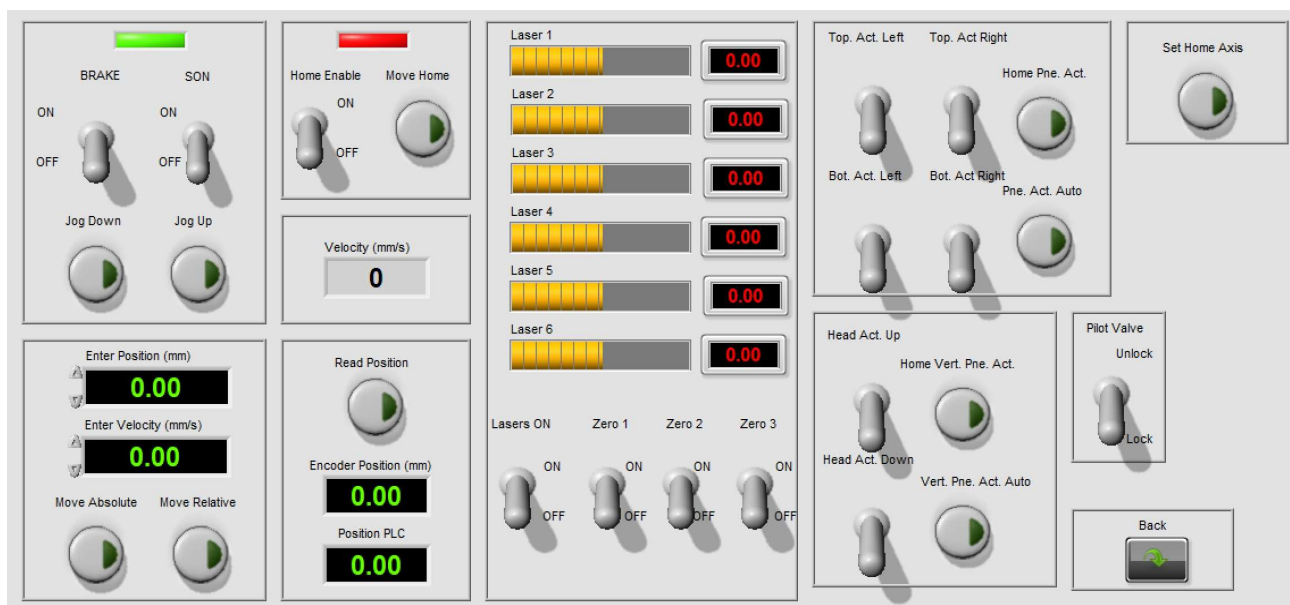 BRAKE
SON
ON
OFF
ON
OFF
Jog Down
Jog Up
Home Enable
Move Home
ON
OFF
Velocity (mm/s)
0
Enter Position (mm)
0.00
Enter Velocity (mm/s)
0.00
Move Absolute
Move Relative
Read Position
Encoder Position (mm)
0.00
Position PLC
0.00
Laser 1
0.00
Laser 2
0.00
Laser 3
0.00
Laser 4
0.00
Laser 5
0.00
Laser 6
0.00
Lasers ON
Zero 1
Zero 2
Zero 3
ON
OFF
ON
OFF
ON
OFF
ON
OFF
Top. Act. Left
Top. Act Right
Home Pne. Act.
Bot. Act. Left
Bot. Act Right
Pne. Act. Auto
Head Act. Up
Home Vert. Pne. Act.
Head Act. Down
Vert. Pne. Act. Auto
Set Home Axis
Pilot Valve
Unlock
Lock
Back